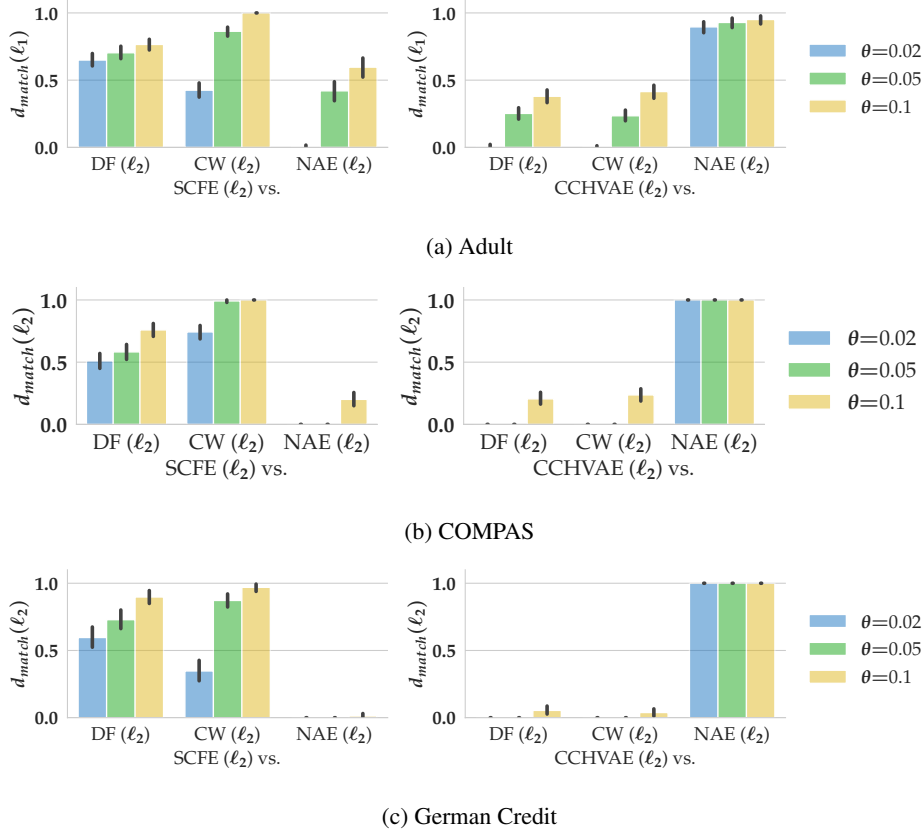 d_match(ℓ₁)
1.0
0.5
0.0
DF (ℓ₂) CW (ℓ₂) NAE (ℓ₂)
SCFE (ℓ₂) vs.
d_match(ℓ₁)
1.0
0.5
0.0
DF (ℓ₂) CW (ℓ₂) NAE (ℓ₂)
CCHVAE (ℓ₂) vs.
θ=0.02
θ=0.05
θ=0.1
(a) Adult
d_match(ℓ₂)
1.0
0.5
0.0
DF (ℓ₂) CW (ℓ₂) NAE (ℓ₂)
SCFE (ℓ₂) vs.
d_match(ℓ₂)
1.0
0.5
0.0
DF (ℓ₂) CW (ℓ₂) NAE (ℓ₂)
CCHVAE (ℓ₂) vs.
θ=0.02
θ=0.05
θ=0.1
(b) COMPAS
d_match(ℓ₂)
1.0
0.5
0.0
DF (ℓ₂) CW (ℓ₂) NAE (ℓ₂)
SCFE (ℓ₂) vs.
d_match(ℓ₂)
1.0
0.5
0.0
DF (ℓ₂) CW (ℓ₂) NAE (ℓ₂)
CCHVAE (ℓ₂) vs.
θ=0.02
θ=0.05
θ=0.1
(c) German Credit